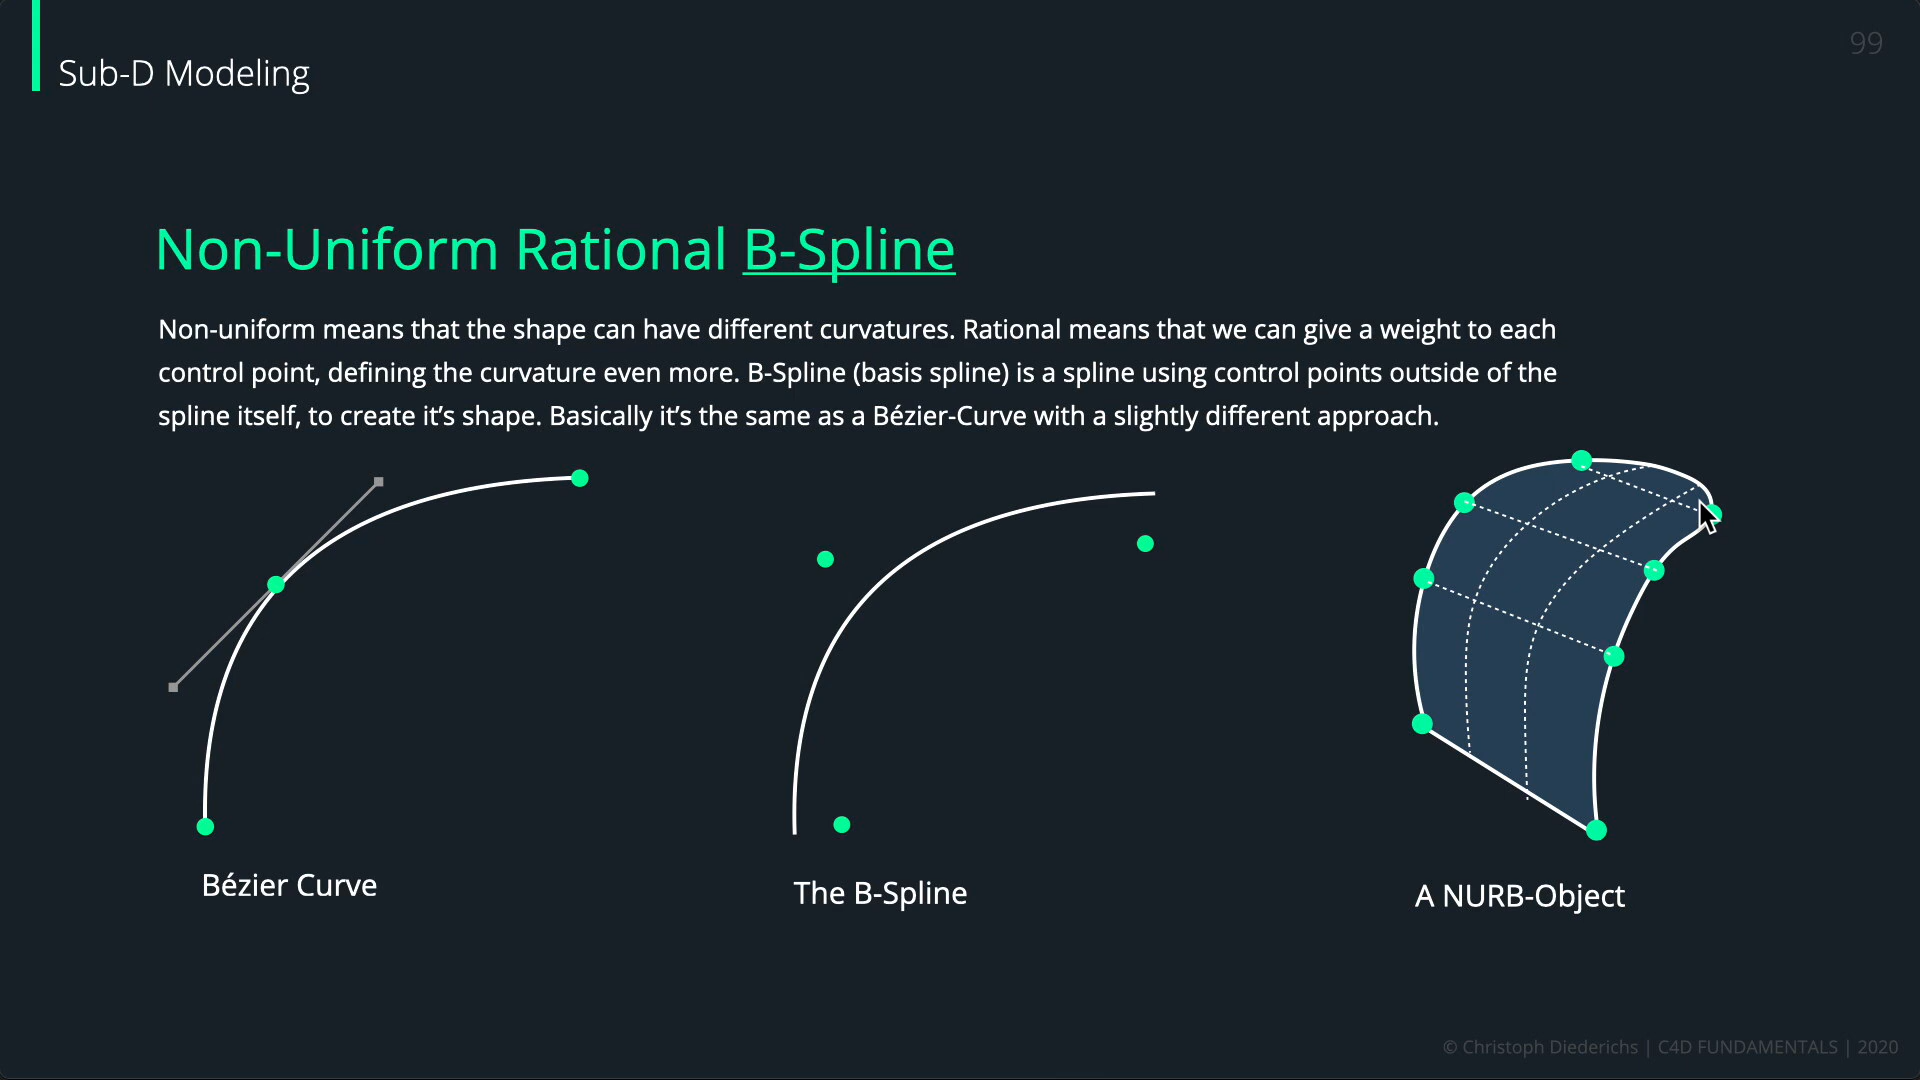 99
Sub-D Modeling
Non-Uniform Rational B-Spline
Non-uniform means that the shape can have different curvatures. Rational means that we can give a weight to each
control point, defining the curvature even more. B-Spline (basis spline) is a spline using control points outside of the
spline itself, to create it’s shape. Basically it’s the same as a Bézier-Curve with a slightly different approach.
Bézier Curve
The B-Spline
A NURB-Object
© Christoph Diederichs | C4D FUNDAMENTALS | 2020